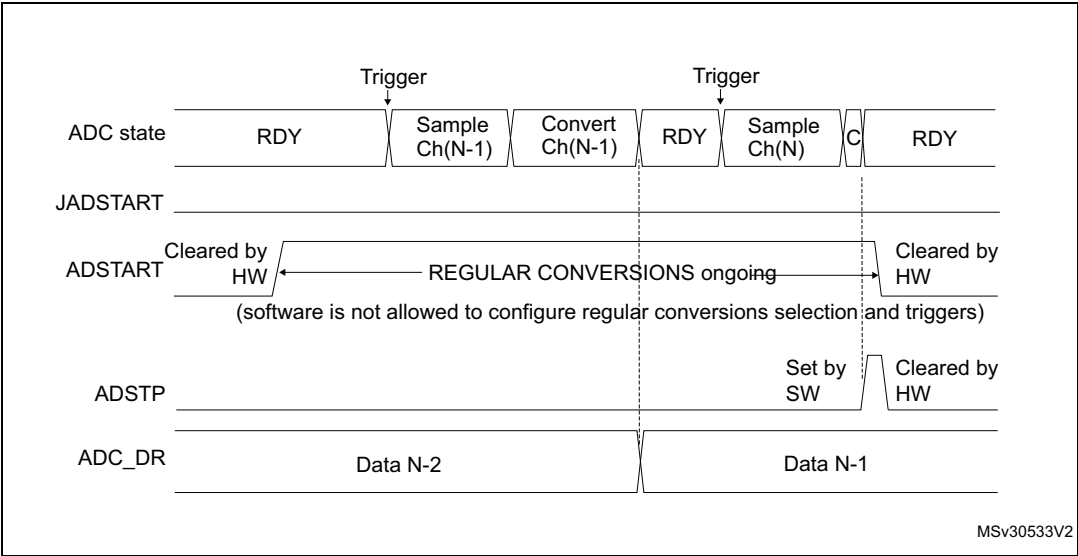 Trigger
Trigger
ADC state
RDY
Sample
Ch(N-1)
Convert
Ch(N-1)
RDY
Sample
Ch(N)
C
RDY
JADSTART
ADSTART
Cleared by
HW
REGULAR CONVERSIONS ongoing
Cleared by
HW
(software is not allowed to configure regular conversions selection and triggers)
ADSTP
Set by
SW
Cleared by
HW
ADC_DR
Data N-2
Data N-1
MSv30533V2